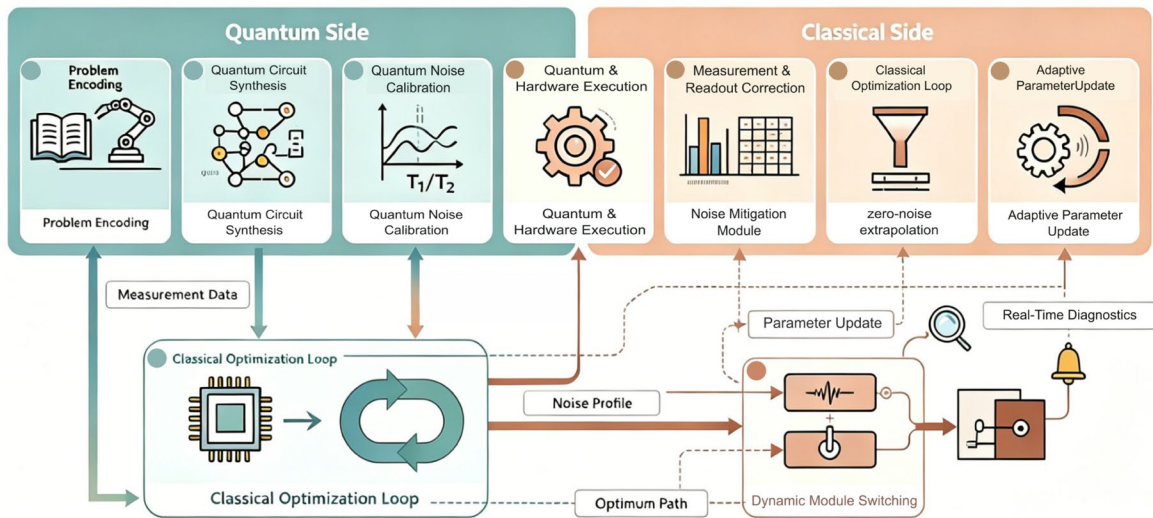 Quantum Side
Classical Side
Problem
Encoding
Problem Encoding
Quantum Circuit
Synthesis
Quantum Circuit
Synthesis
Quantum Noise
Calibration
T₁/T₂
Quantum Noise
Calibration
Quantum &
Hardware Execution
Quantum &
Hardware Execution
Measurement &
Readout Correction
Noise Mitigation
Module
Classical
Optimization Loop
zero-noise
extrapolation
Adaptive
ParameterUpdate
Adaptive Parameter
Update
Measurement Data
Parameter Update
Real-Time Diagnostics
Classical Optimization Loop
Classical Optimization Loop
Noise Profile
Optimum Path
+
Dynamic Module Switching